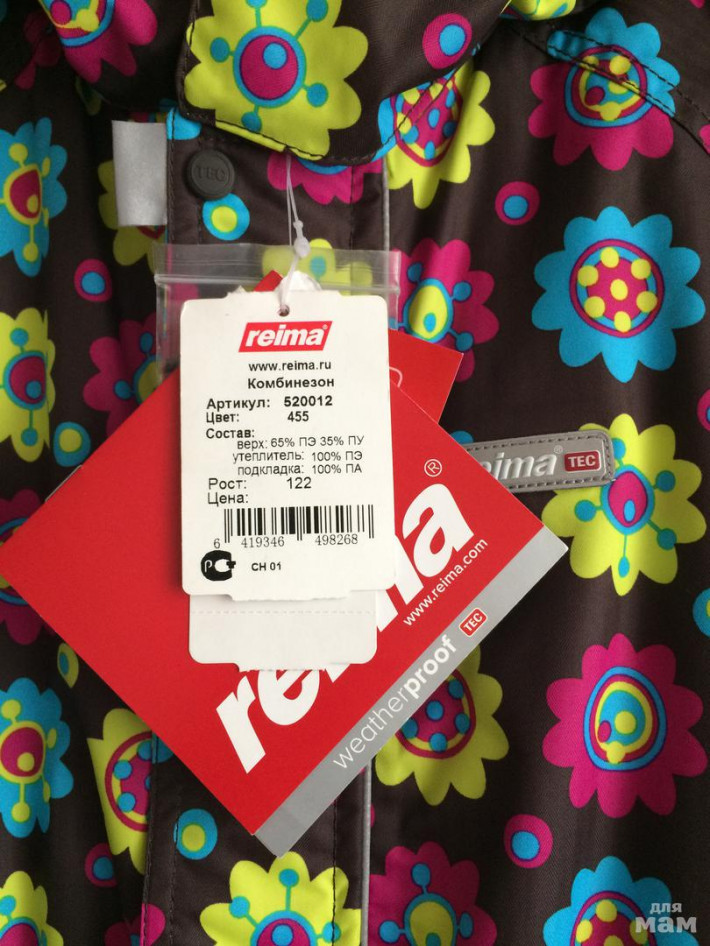 TEC
reima®
www.reima.ru
Комбинезон
Артикул: 520012
Цвет: 455
Состав:
верх: 65% ПЭ 35% ПУ
утеплитель: 100% ПЭ
подкладка: 100% ПА
Рост: 122
Цена:
6 419346 498268
CH 01
reima® TEC
®
www.reima.com
weatherproof TEC
для
мам